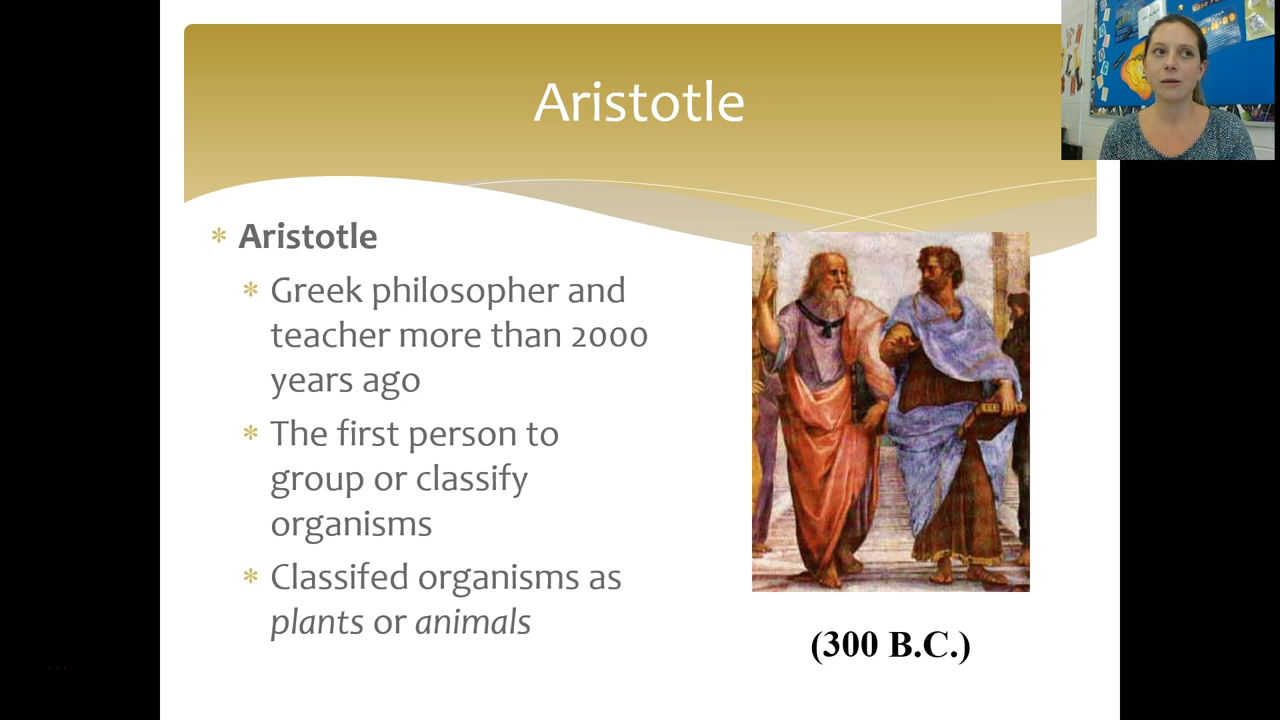 Aristotle
* Aristotle
* Greek philosopher and
teacher more than 2000
years ago
* The first person to
group or classify
organisms
* Classifed organisms as
plants or animals
(300 B.C.)